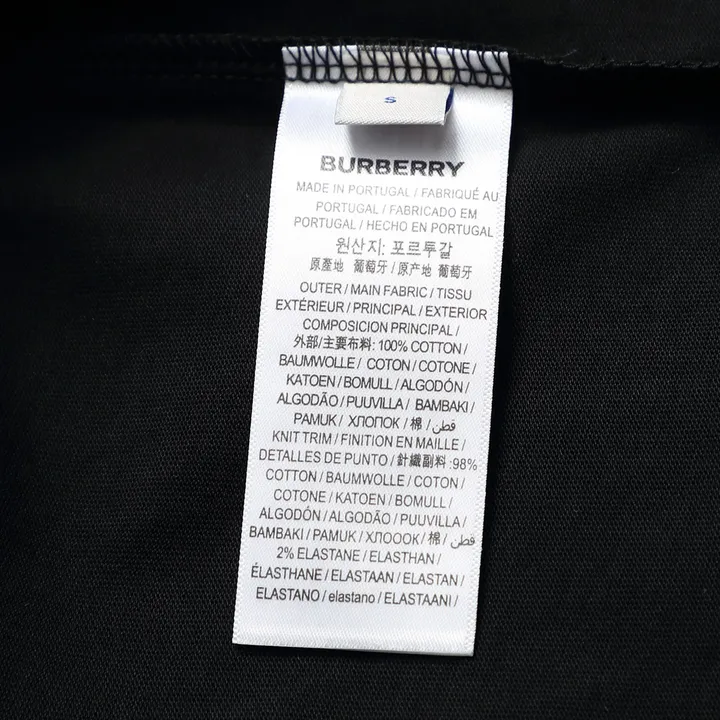 S
BURBERRY
MADE IN PORTUGAL / FABRIQUÉ AU
PORTUGAL / FABRICADO EM
PORTUGAL / HECHO EN PORTUGAL
원산지: 포르투갈
原產地 葡萄牙 / 原产地 葡萄牙
OUTER / MAIN FABRIC / TISSU
EXTÉRIEUR / PRINCIPAL / EXTERIOR
COMPOSICION PRINCIPAL /
外部/主要布料: 100% COTTON /
BAUMWOLLE / COTON / COTONE /
KATOEN / BOMULL / ALGODÓN /
ALGODÃO / PUUVILLA / BAMBAKI /
PAMUK / ХЛОПОК / 棉 / قطن /
KNIT TRIM / FINITION EN MAILLE /
DETALLES DE PUNTO / 針織副料 :98%
COTTON / BAUMWOLLE / COTON /
COTONE / KATOEN / BOMULL /
ALGODÓN / ALGODÃO / PUUVILLA /
BAMBAKI / PAMUK / ХЛОООК / 棉 / قطن /
2% ELASTANE / ELASTHAN /
ÉLASTHANE / ELASTAAN / ELASTAN /
ELASTANO / elastano / ELASTAANI /